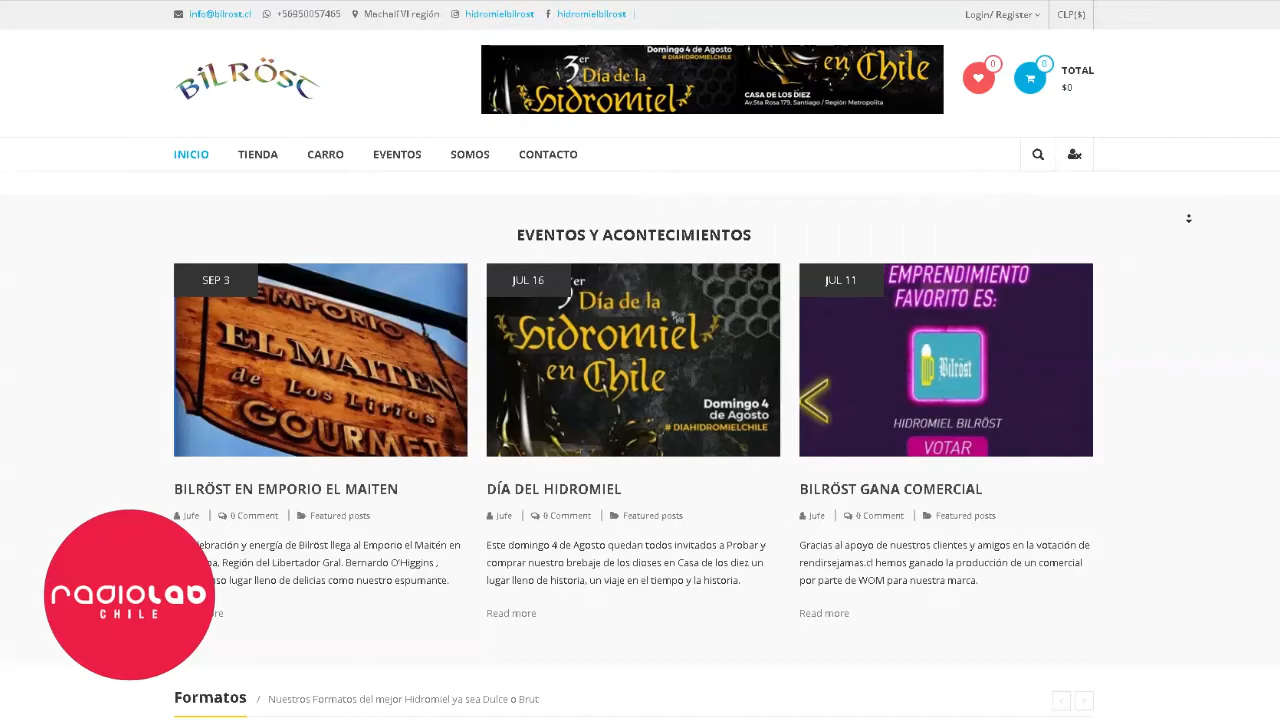 info@bilrost.cl +56950057465 Machalí VI región hidromielbilrost hidromielbilrost
Login/ Register CLP($)
BILRÖST
3er Día de la
hidromiel
Domingo 4 de Agosto
#DIAHIDROMIELCHILE
en Chile
CASA DE LOS DIEZ
Av.Sta Rosa 179, Santiago / Región Metropolita
0
0
TOTAL
$0
INICIO TIENDA CARRO EVENTOS SOMOS CONTACTO
EVENTOS Y ACONTECIMIENTOS
SEP 3
EMPORIO
EL MAITEN
de Los Lirios
GOURMET
JUL 16
er Día de la
hidromiel
en Chile
Domingo 4
de Agosto
# DIAHIDROMIELCHILE
JUL 11
EMPRENDIMIENTO
FAVORITO ES:
Bilröst
HIDROMIEL BILRÖST
VOTAR
BILRÖST EN EMPORIO EL MAITEN
Jufe 0 Comment Featured posts
lebración y energía de Bilröst llega al Emporio el Maitén en
a, Región del Libertador Gral. Bernardo O'Higgins ,
uso lugar lleno de delicias como nuestro espumante.
re
DÍA DEL HIDROMIEL
Jufe 0 Comment Featured posts
Este domingo 4 de Agosto quedan todos invitados a Probar y
comprar nuestro brebaje de los dioses en Casa de los diez un
lugar lleno de historia, un viaje en el tiempo y la historia.
Read more
BILRÖST GANA COMERCIAL
Jufe 0 Comment Featured posts
Gracias al apoyo de nuestros clientes y amigos en la votación de
rendirsejamas.cl hemos ganado la producción de un comercial
por parte de WOM para nuestra marca.
Read more
radiolab
CHILE
Formatos / Nuestros Formatos del mejor Hidromiel ya sea Dulce o Brut